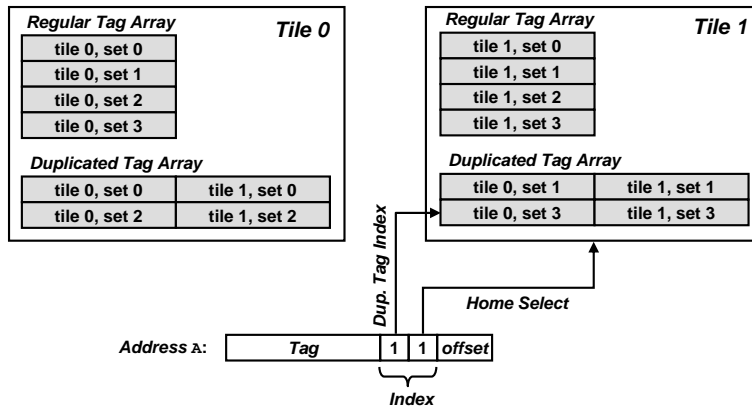 Regular Tag Array
Tile 0
tile 0, set 0
tile 0, set 1
tile 0, set 2
tile 0, set 3
Duplicated Tag Array
tile 0, set 0 tile 1, set 0
tile 0, set 2 tile 1, set 2
Regular Tag Array
Tile 1
tile 1, set 0
tile 1, set 1
tile 1, set 2
tile 1, set 3
Duplicated Tag Array
tile 0, set 1 tile 1, set 1
tile 0, set 3 tile 1, set 3
Dup. Tag Index
Home Select
Address A: Tag 1 1 offset
Index